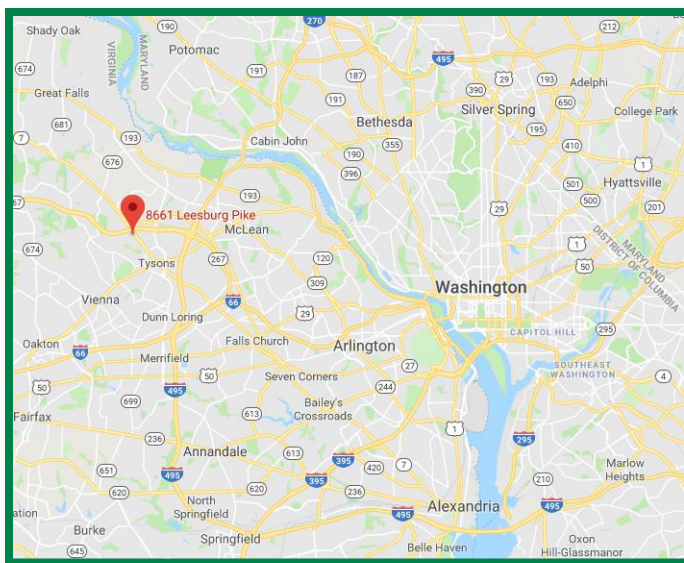 270
190
212
Shady Oak
MARYLAND
VIRGINIA
Potomac
495
674
191
187
29
193
Adelphi
Great Falls
390
650
191
Silver Spring
College Park
681
Bethesda
7
193
195
Cabin John
355
410
676
190
1
396
501
Hyattsville
193
500
201
67
8661 Leesburg Pike
29
McLean
674
1
MARYLAND
DISTRICT OF COLUMBIA
Tysons
267
120
50
309
Washington
Vienna
66
29
Dunn Loring
CAPITOL HILL
295
Oakton
66
Falls Church
Arlington
Merrifield
27
SOUTHEAST
WASHINGTON
50
50
495
Seven Corners
244
4
699
Bailey's
Crossroads
Fairfax
613
1
236
295
Annandale
613
395
7
Marlow
Heights
651
495
420
620
620
395
236
210
North
Springfield
Alexandria
495
ation
495
Burke
Springfield
Belle Haven
Oxon
Hill-Glassmanor
645